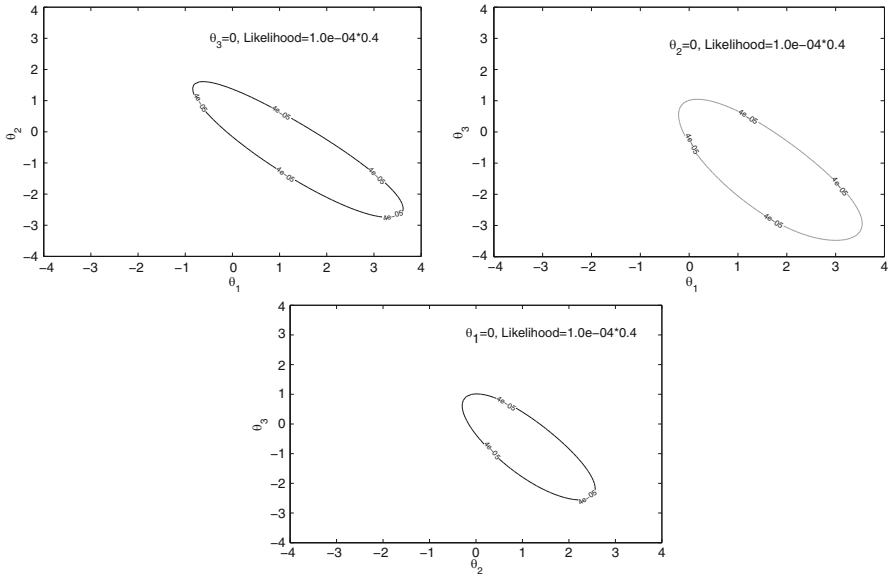 4
3
2
1
0
−1
−2
−3
−4
θ2
θ3=0, Likelihood=1.0e−04*0.4
4e−05
4e−05
4e−05
4e−05
4e−05
−4 −3 −2 −1 0 1 2 3 4
θ1
4
3
2
1
0
−1
−2
−3
−4
θ3
θ2=0, Likelihood=1.0e−04*0.4
4e−05
4e−05
4e−05
4e−05
−4 −3 −2 −1 0 1 2 3 4
θ1
4
3
2
1
0
−1
−2
−3
−4
θ3
θ1=0, Likelihood=1.0e−04*0.4
4e−05
4e−05
4e−05
−4 −3 −2 −1 0 1 2 3 4
θ2